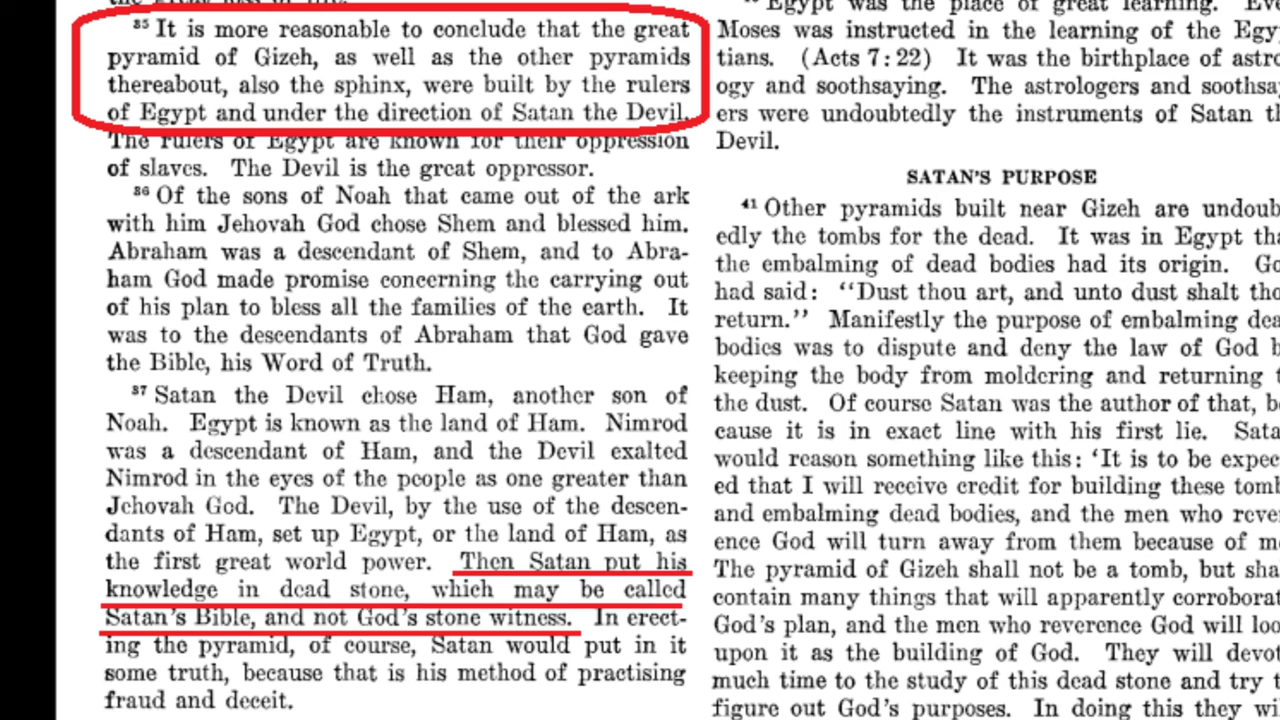 ³⁵ It is more reasonable to conclude that the great
pyramid of Gizeh, as well as the other pyramids
thereabout, also the sphinx, were built by the rulers
of Egypt and under the direction of Satan the Devil.
The rulers of Egypt are known for their oppression
of slaves. The Devil is the great oppressor.
³⁶ Of the sons of Noah that came out of the ark
with him Jehovah God chose Shem and blessed him.
Abraham was a descendant of Shem, and to Abra-
ham God made promise concerning the carrying out
of his plan to bless all the families of the earth. It
was to the descendants of Abraham that God gave
the Bible, his Word of Truth.
³⁷ Satan the Devil chose Ham, another son of
Noah. Egypt is known as the land of Ham. Nimrod
was a descendant of Ham, and the Devil exalted
Nimrod in the eyes of the people as one greater than
Jehovah God. The Devil, by the use of the descen-
dants of Ham, set up Egypt, or the land of Ham, as
the first great world power. Then Satan put his
knowledge in dead stone, which may be called
Satan's Bible, and not God's stone witness. In erect-
ing the pyramid, of course, Satan would put in it
some truth, because that is his method of practising
fraud and deceit.
Egypt was the place of great learning.
Moses was instructed in the learning of the Egy
tians. (Acts 7:22) It was the birthplace of astro
ogy and soothsaying. The astrologers and soothsay
ers were undoubtedly the instruments of Satan th
Devil.
SATAN'S PURPOSE
⁴¹ Other pyramids built near Gizeh are undoub
edly the tombs for the dead. It was in Egypt tha
the embalming of dead bodies had its origin. Go
had said: "Dust thou art, and unto dust shalt tho
return." Manifestly the purpose of embalming dea
bodies was to dispute and deny the law of God b
keeping the body from moldering and returning t
the dust. Of course Satan was the author of that, be
cause it is in exact line with his first lie. Sata
would reason something like this: 'It is to be expec
ed that I will receive credit for building these tomb
and embalming dead bodies, and the men who reve
ence God will turn away from them because of m
The pyramid of Gizeh shall not be a tomb, but sha
contain many things that will apparently corroborat
God's plan, and the men who reverence God will loo
upon it as the building of God. They will devot
much time to the study of this dead stone and try t
figure out God's purposes. In doing this they wi